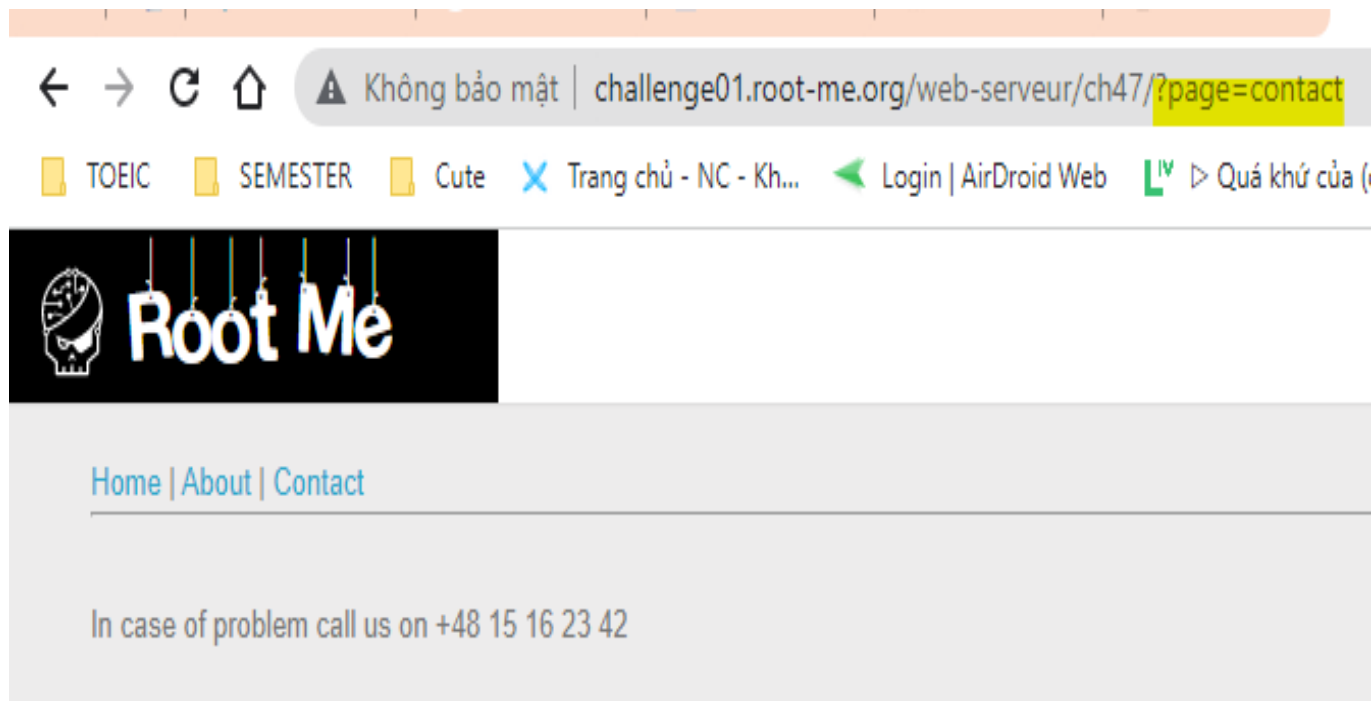 Không bảo mật | challenge01.root-me.org/web-serveur/ch47/?page=contact
TOEIC SEMESTER Cute Trang chủ - NC - Kh... Login | AirDroid Web ▷ Quá khứ của (
Root Me
Home | About | Contact
In case of problem call us on +48 15 16 23 42